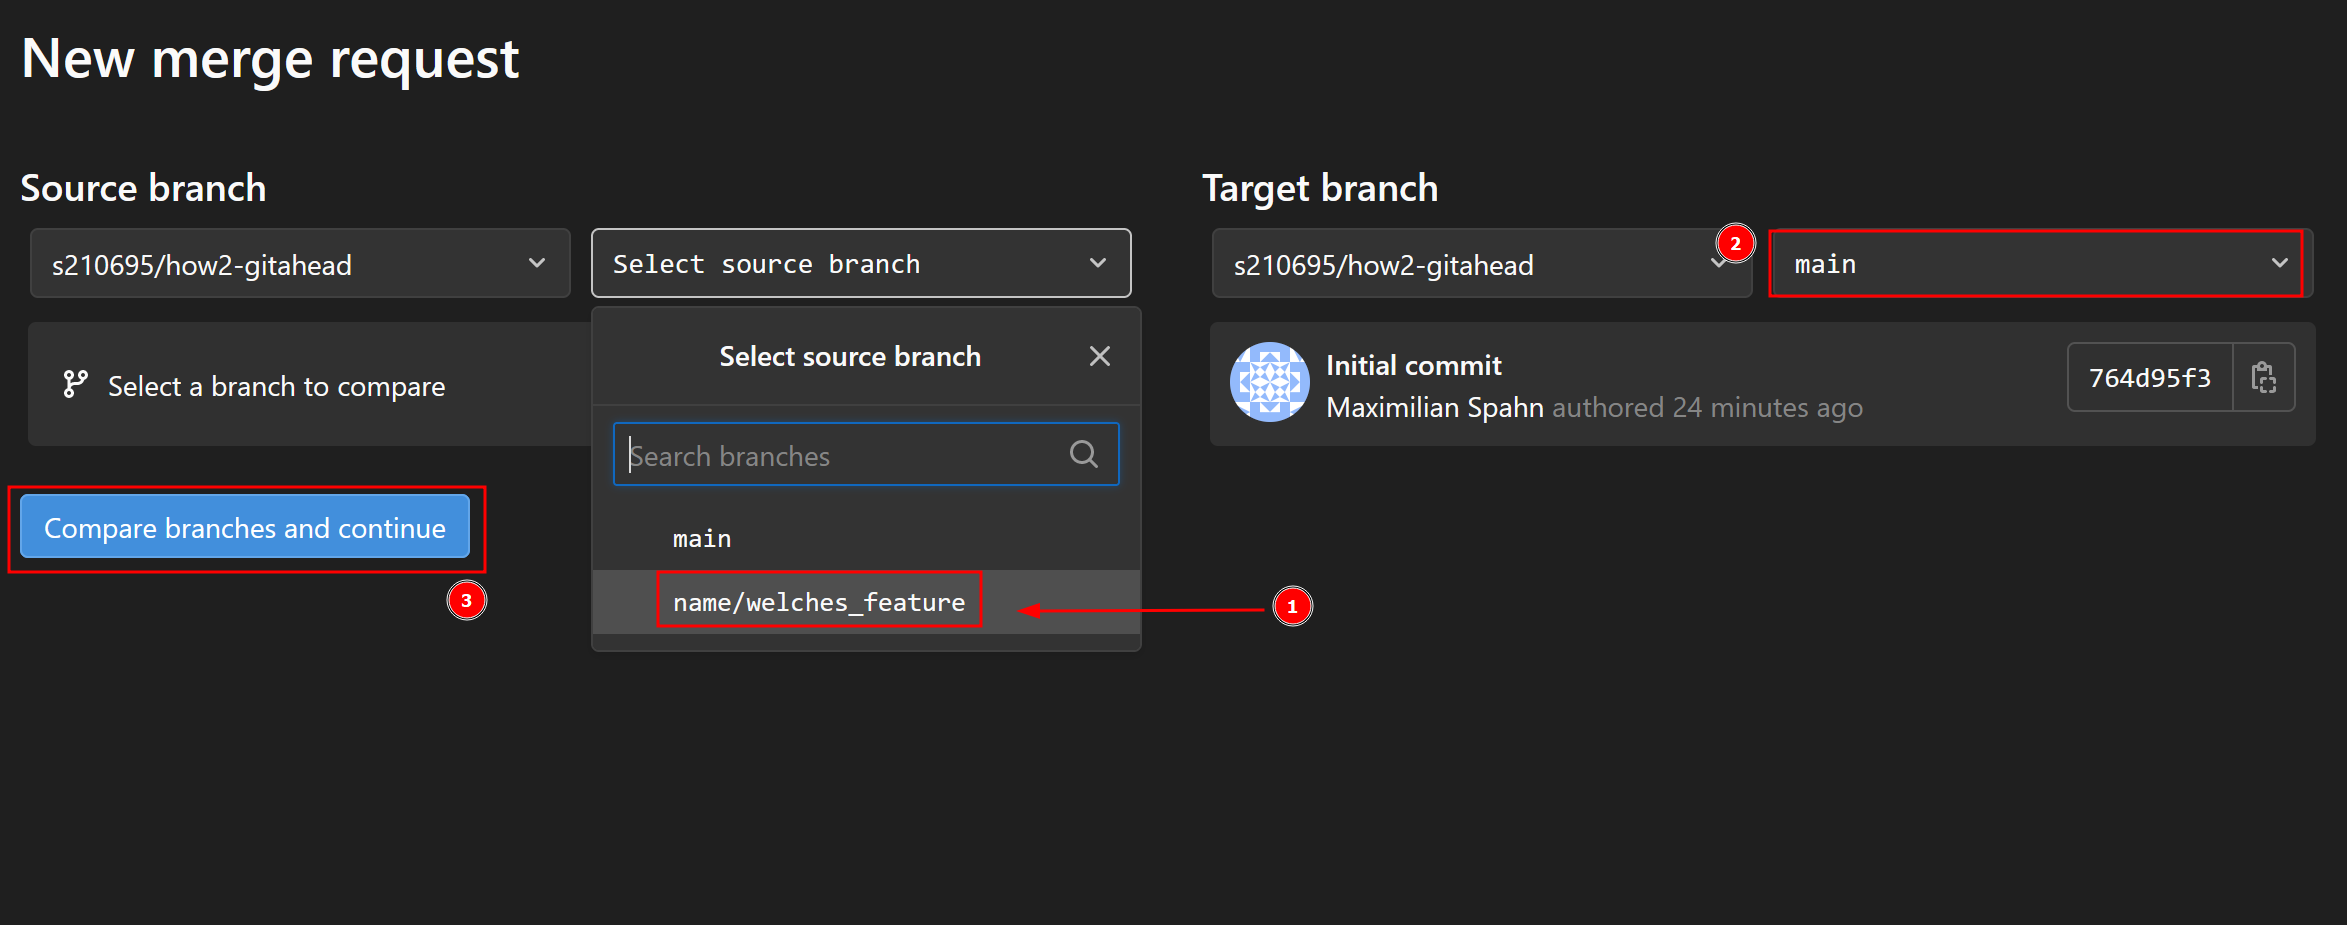 New merge request
Source branch
s210695/how2-gitahead
Select source branch
Select a branch to compare
Select source branch
Search branches
main
name/welches_feature
1
Compare branches and continue
3
Target branch
s210695/how2-gitahead
2
main
Initial commit
Maximilian Spahn authored 24 minutes ago
764d95f3